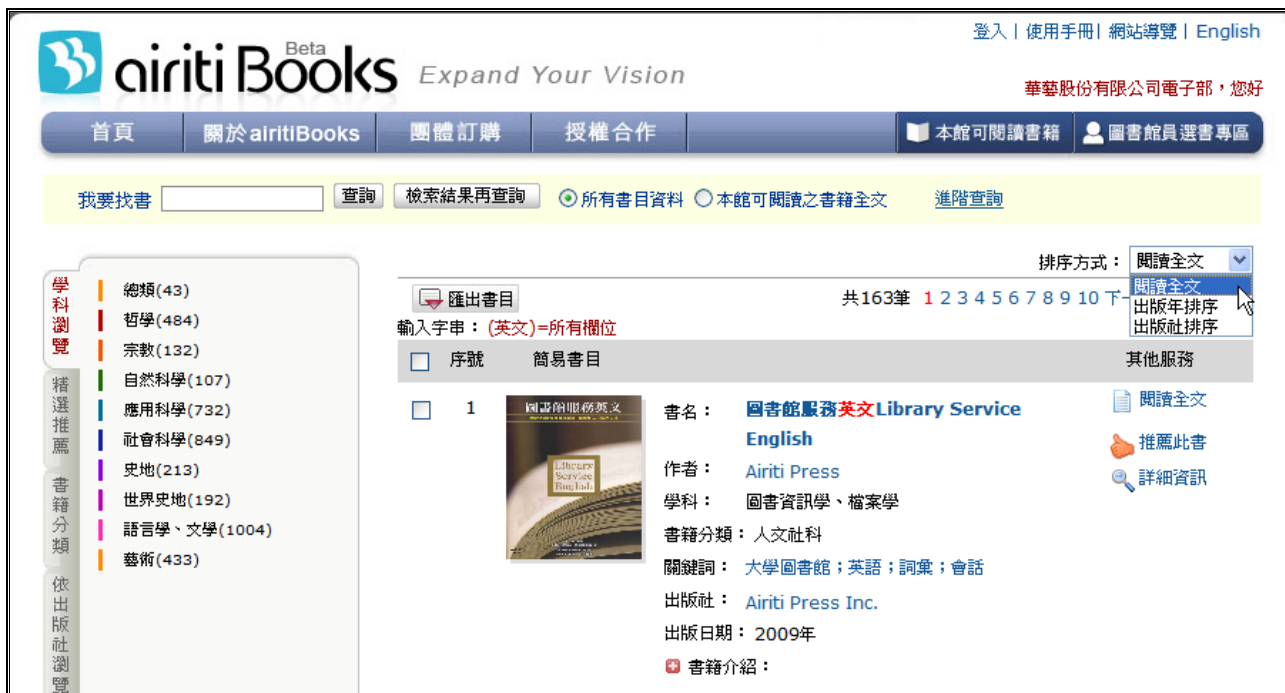 登入 | 使用手冊| 網站導覽 | English
airiti Books Beta Expand Your Vision
華藝股份有限公司電子部，您好
首頁 關於airitiBooks 團體訂購 授權合作 本館可閱讀書籍 圖書館員選書專區
我要找書 查詢 檢索結果再查詢 所有書目資料 本館可閱讀之書籍全文 進階查詢
排序方式： 閱讀全文
閱讀全文
出版年排序
出版社排序
學科瀏覽
精選推薦
書籍分類
依出版社瀏覽
總類(43)
哲學(484)
宗教(132)
自然科學(107)
應用科學(732)
社會科學(849)
史地(213)
世界史地(192)
語言學、文學(1004)
藝術(433)
匯出書目 共163筆 1 2 3 4 5 6 7 8 9 10 下一
輸入字串：(英文)=所有欄位
序號 簡易書目 其他服務
1
圖書館服務英文
Library
Service
English
書名： 圖書館服務英文Library Service
English
作者： Airiti Press
學科： 圖書資訊學、檔案學
書籍分類： 人文社科
關鍵詞： 大學圖書館；英語；詞彙；會話
出版社： Airiti Press Inc.
出版日期： 2009年
書籍介紹：
閱讀全文
推薦此書
詳細資訊